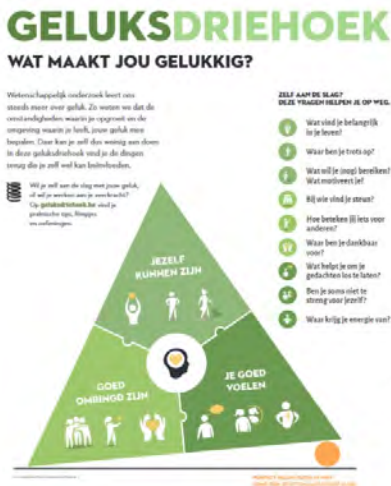 GELUKSDRIEHOEK
WAT MAAKT JOU GELUKKIG?
Wetenschappelijk onderzoek leert ons
steeds meer over geluk. Zo weten we dat de
omstandigheden waarin je opgroeit en de
omgeving waarin je leeft, jouw geluk mee
bepalen. Daar kan je zelf dus weinig aan doen.
In deze geluksdriehoek vind je de dingen
terug die je zelf wel kan beïnvloeden.
Wil je zelf aan de slag met jouw geluk,
of wil je werken aan je veerkracht?
Op geluksdriehoek.be vind je
praktische tips, filmpjes
en oefeningen.
JEZELF
KUNNEN ZIJN
GOED
OMRINGD ZIJN
JE GOED
VOELEN
ZELF AAN DE SLAG?
DEZE VRAGEN HELPEN JE OP WEG.
Wat vind je belangrijk
in je leven?
Waar ben je trots op?
Wat wil je (nog) bereiken?
Wat motiveert je?
Bij wie vind je steun?
Hoe beteken jij iets voor
anderen?
Waar ben je dankbaar
voor?
Wat helpt je om je
gedachten los te laten?
Ben je soms niet te
streng voor jezelf?
Waar krijg je energie van?